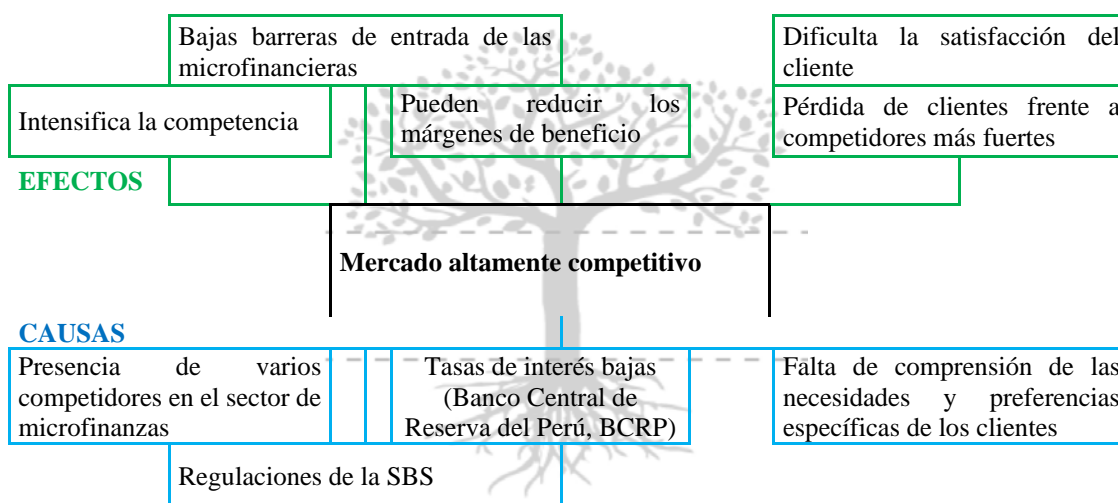 Bajas barreras de entrada de las
microfinancieras
Dificulta la satisfacción del
cliente
Intensifica la competencia
Pueden reducir los
márgenes de beneficio
Pérdida de clientes frente a
competidores más fuertes
EFECTOS
Mercado altamente competitivo
CAUSAS
Presencia de varios
competidores en el sector de
microfinanzas
Tasas de interés bajas
(Banco Central de
Reserva del Perú, BCRP)
Falta de comprensión de las
necesidades y preferencias
específicas de los clientes
Regulaciones de la SBS